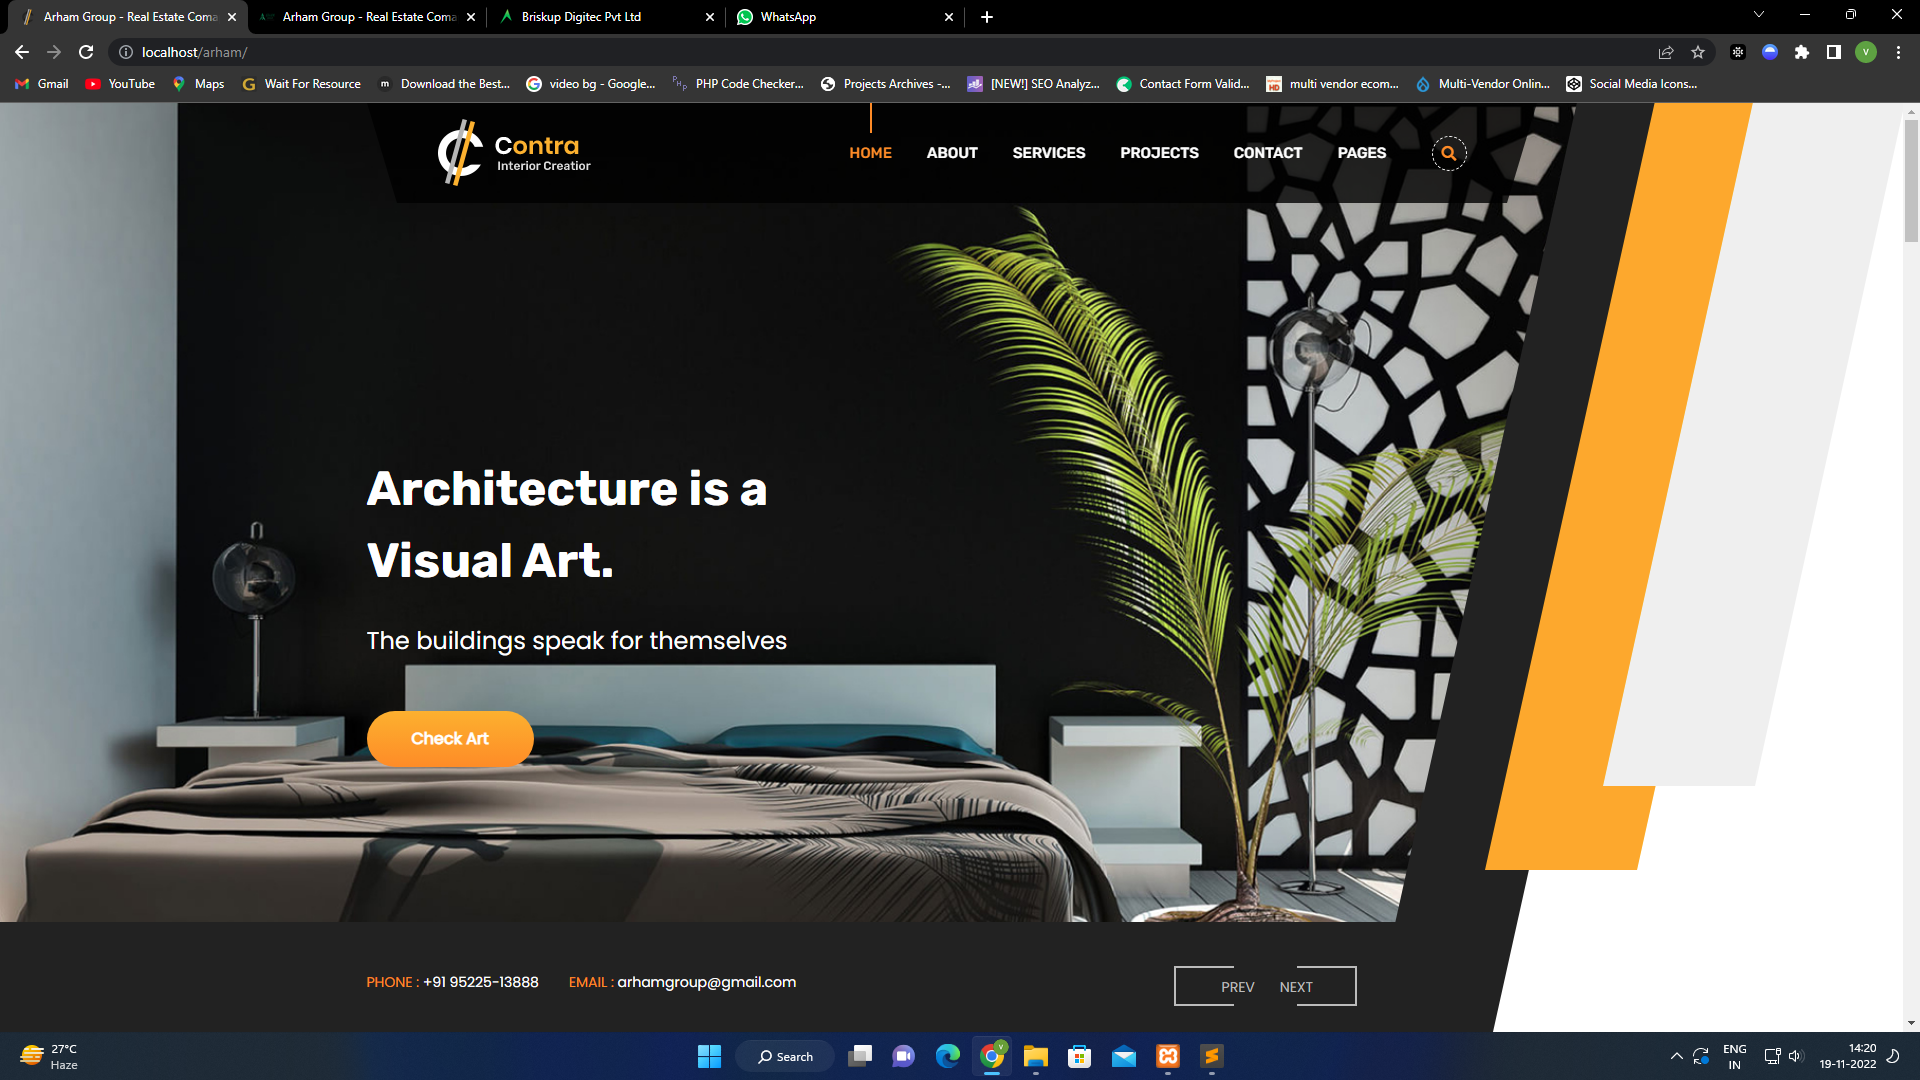 Arham Group - Real Estate Coma
Arham Group - Real Estate Coma
Briskup Digitec Pvt Ltd
WhatsApp
localhost/arham/
V
Gmail
YouTube
Maps
Wait For Resource
Download the Best...
video bg - Google...
PHP Code Checker...
Projects Archives -...
[NEW!] SEO Analyz...
Contact Form Valid...
multi vendor ecom...
Multi-Vendor Onlin...
Social Media Icons...
Contra
Interior Creation
HOME
ABOUT
SERVICES
PROJECTS
CONTACT
PAGES
Architecture is a
Visual Art.
The buildings speak for themselves
Check Art
PHONE : +91 95225-13888
EMAIL : arhamgroup@gmail.com
PREV
NEXT
27°C
Haze
Search
ENG
IN
14:20
19-11-2022